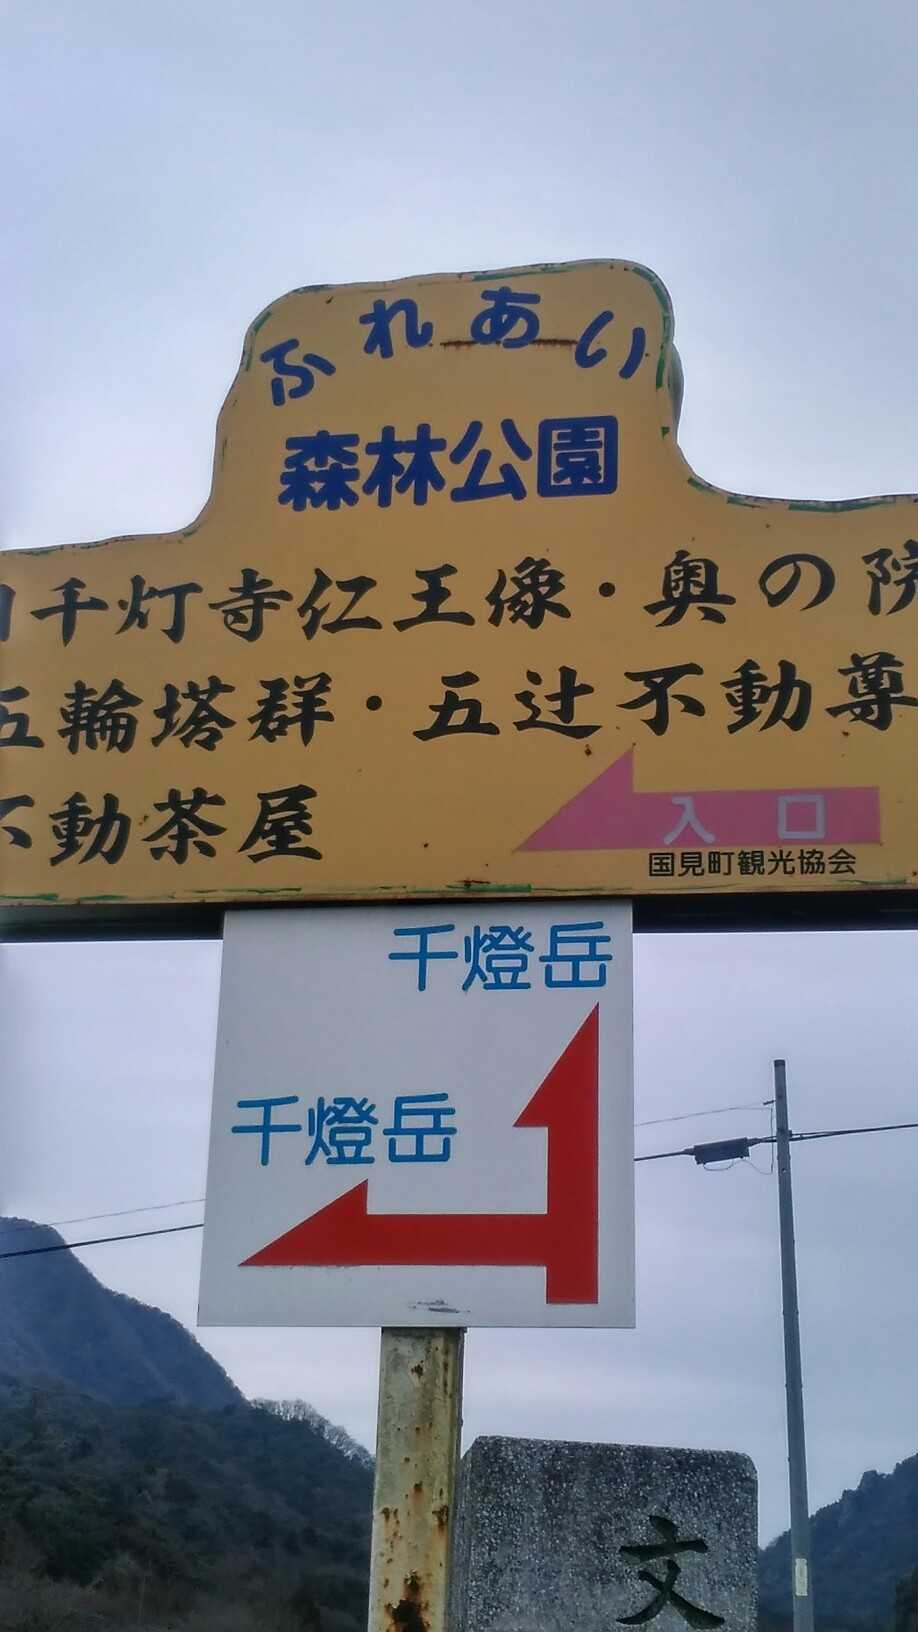 ふれあい
森林公園
千灯寺仁王像・奥の院
五輪塔群・五辻不動尊
不動茶屋
入口
国見町観光協会
千燈岳
千燈岳
文